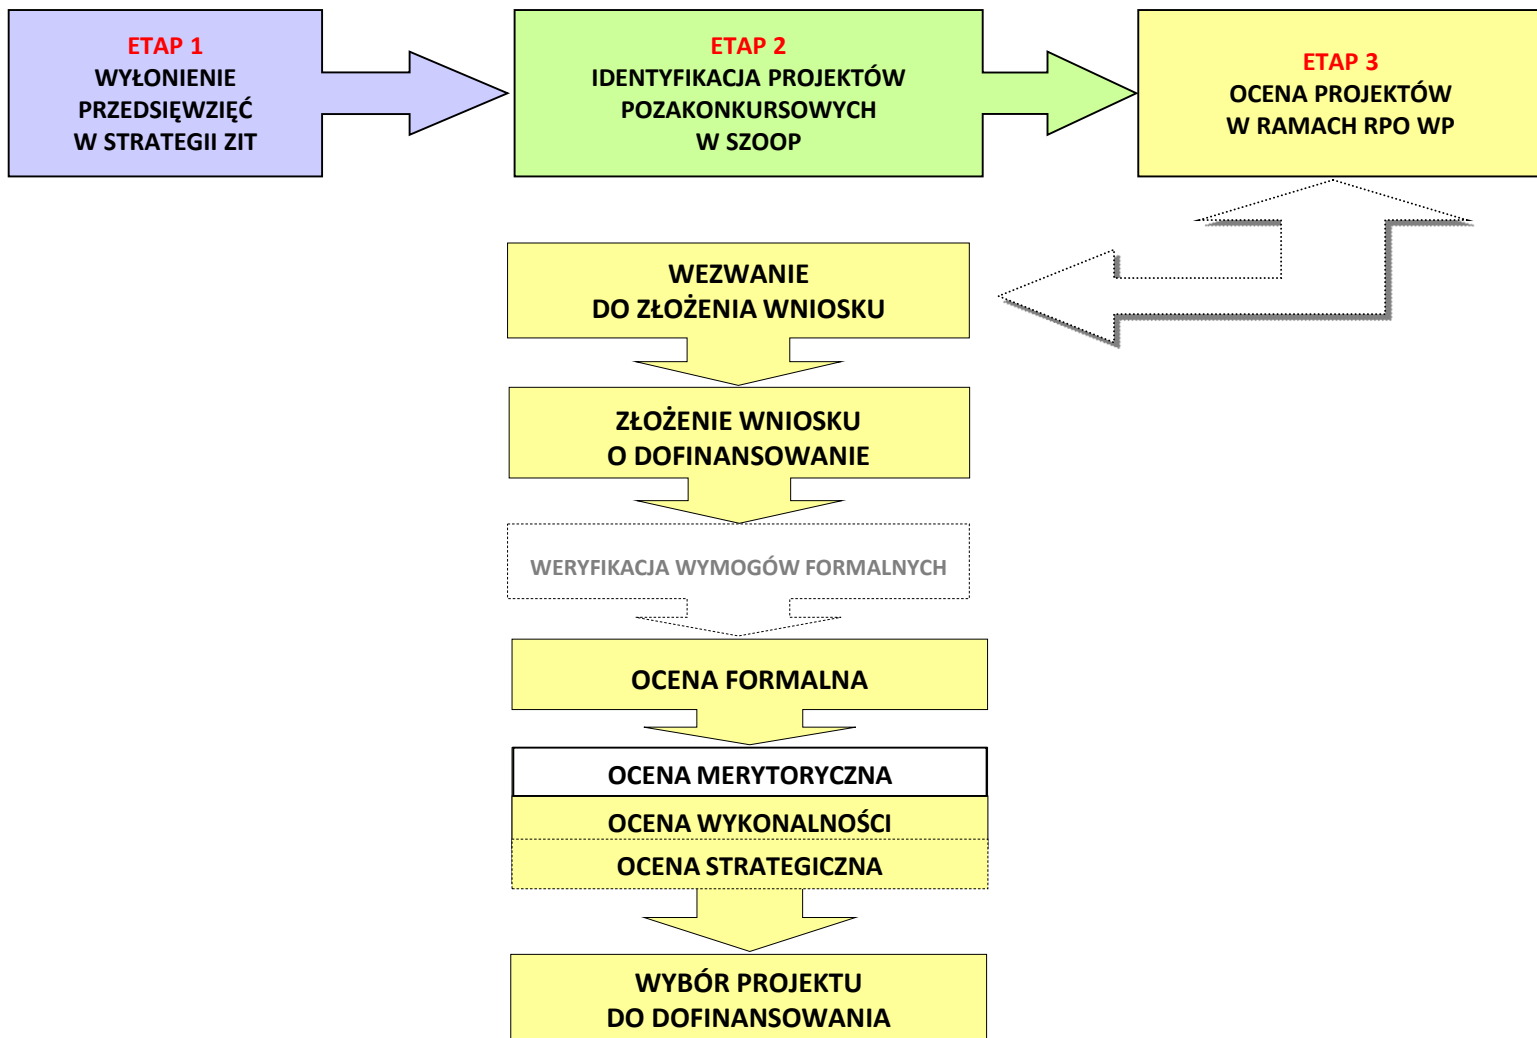 ETAP 1
WYŁONIENIE
PRZEDSIĘWZIĘĆ
W STRATEGII ZIT
ETAP 2
IDENTYFIKACJA PROJEKTÓW
POZAKONKURSOWYCH
W SZOOP
ETAP 3
OCENA PROJEKTÓW
W RAMACH RPO WP
WEZWANIE
DO ZŁOŻENIA WNIOSKU
ZŁOŻENIE WNIOSKU
O DOFINANSOWANIE
WERYFIKACJA WYMOGÓW FORMALNYCH
OCENA FORMALNA
OCENA MERYTORYCZNA
OCENA WYKONALNOŚCI
OCENA STRATEGICZNA
WYBÓR PROJEKTU
DO DOFINANSOWANIA